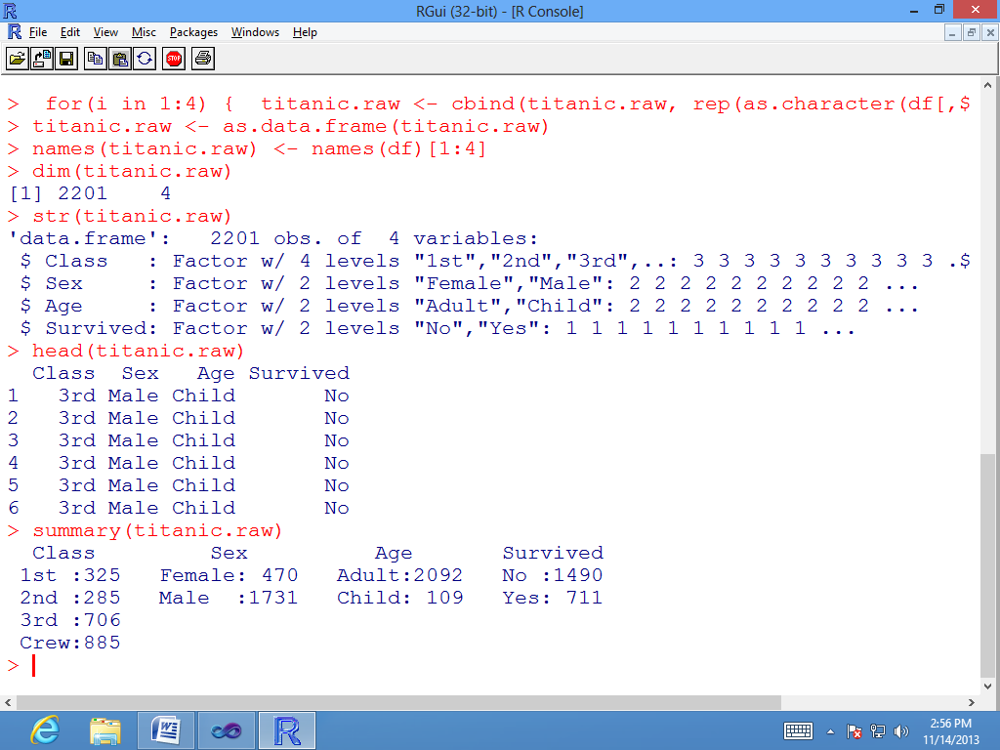 RGui (32-bit) - [R Console]
File Edit View Misc Packages Windows Help
STOP
>  for(i in 1:4) {  titanic.raw <- cbind(titanic.raw, rep(as.character(df[,$
> titanic.raw <- as.data.frame(titanic.raw)
> names(titanic.raw) <- names(df)[1:4]
> dim(titanic.raw)
[1] 2201    4
> str(titanic.raw)
'data.frame':   2201 obs. of  4 variables:
 $ Class   : Factor w/ 4 levels "1st","2nd","3rd",..: 3 3 3 3 3 3 3 3 3 3 .$
 $ Sex     : Factor w/ 2 levels "Female","Male": 2 2 2 2 2 2 2 2 2 2 ...
 $ Age     : Factor w/ 2 levels "Adult","Child": 2 2 2 2 2 2 2 2 2 2 ...
 $ Survived: Factor w/ 2 levels "No","Yes": 1 1 1 1 1 1 1 1 1 1 ...
> head(titanic.raw)
  Class  Sex   Age Survived
1   3rd Male Child       No
2   3rd Male Child       No
3   3rd Male Child       No
4   3rd Male Child       No
5   3rd Male Child       No
6   3rd Male Child       No
> summary(titanic.raw)
  Class         Sex          Age       Survived
 1st :325   Female: 470   Adult:2092   No :1490
 2nd :285   Male  :1731   Child: 109   Yes: 711
 3rd :706
 Crew:885
>
2:56 PM
11/14/2013